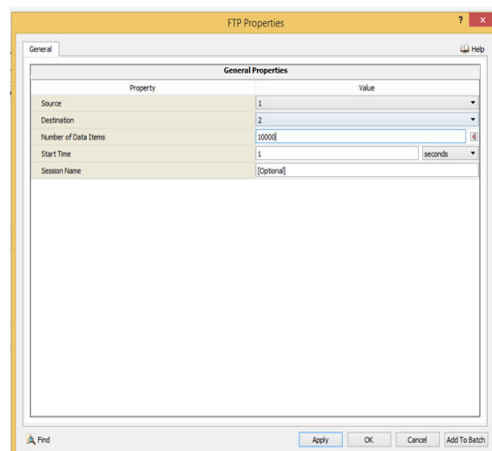 FTP Properties ? x
General Help
General Properties
Property Value
Source 1
Destination 2
Number of Data Items 10000
Start Time 1 seconds
Session Name [Optional]
Find Apply OK Cancel Add To Batch